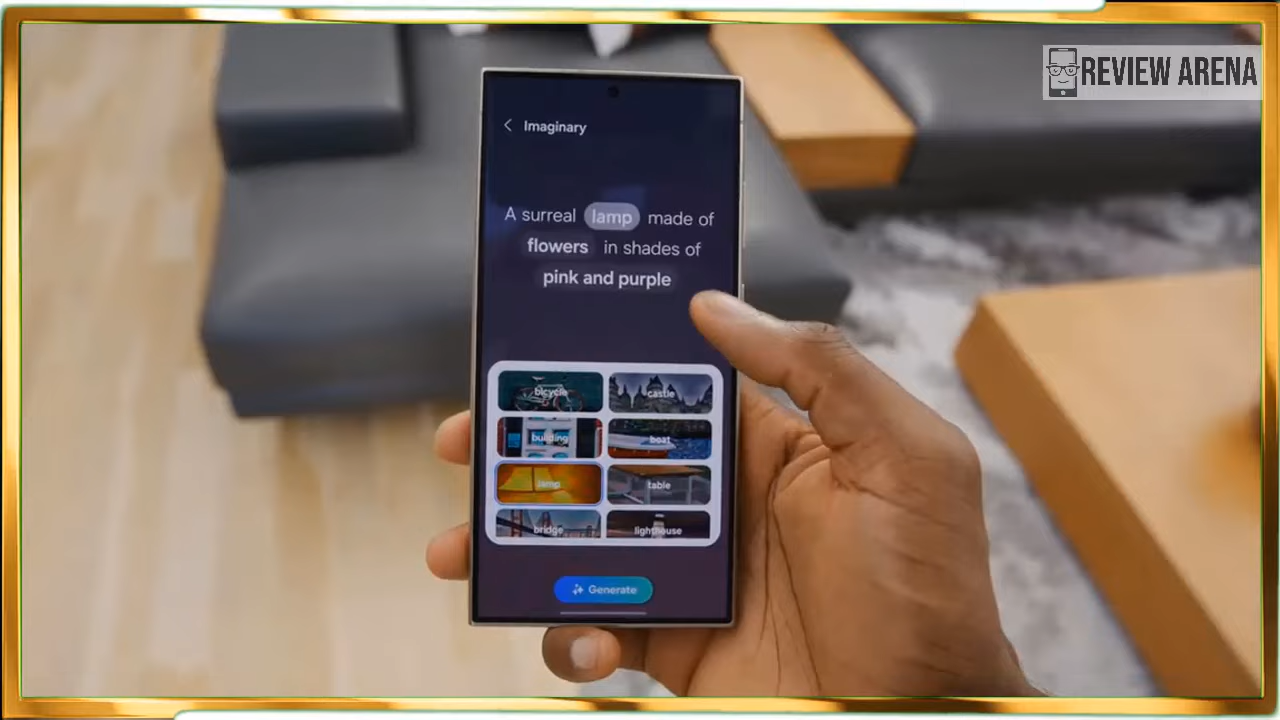 REVIEW ARENA
Imaginary
A surreal lamp made of
flowers in shades of
pink and purple
bicycle castle
building boat
lamp table
bridge lighthouse
Generate